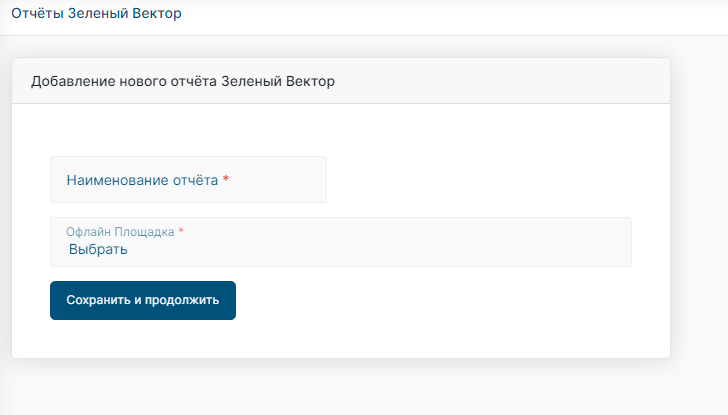 Отчёты Зеленый Вектор
Добавление нового отчёта Зеленый Вектор
Наименование отчёта *
Офлайн Площадка *
Выбрать
Сохранить и продолжить